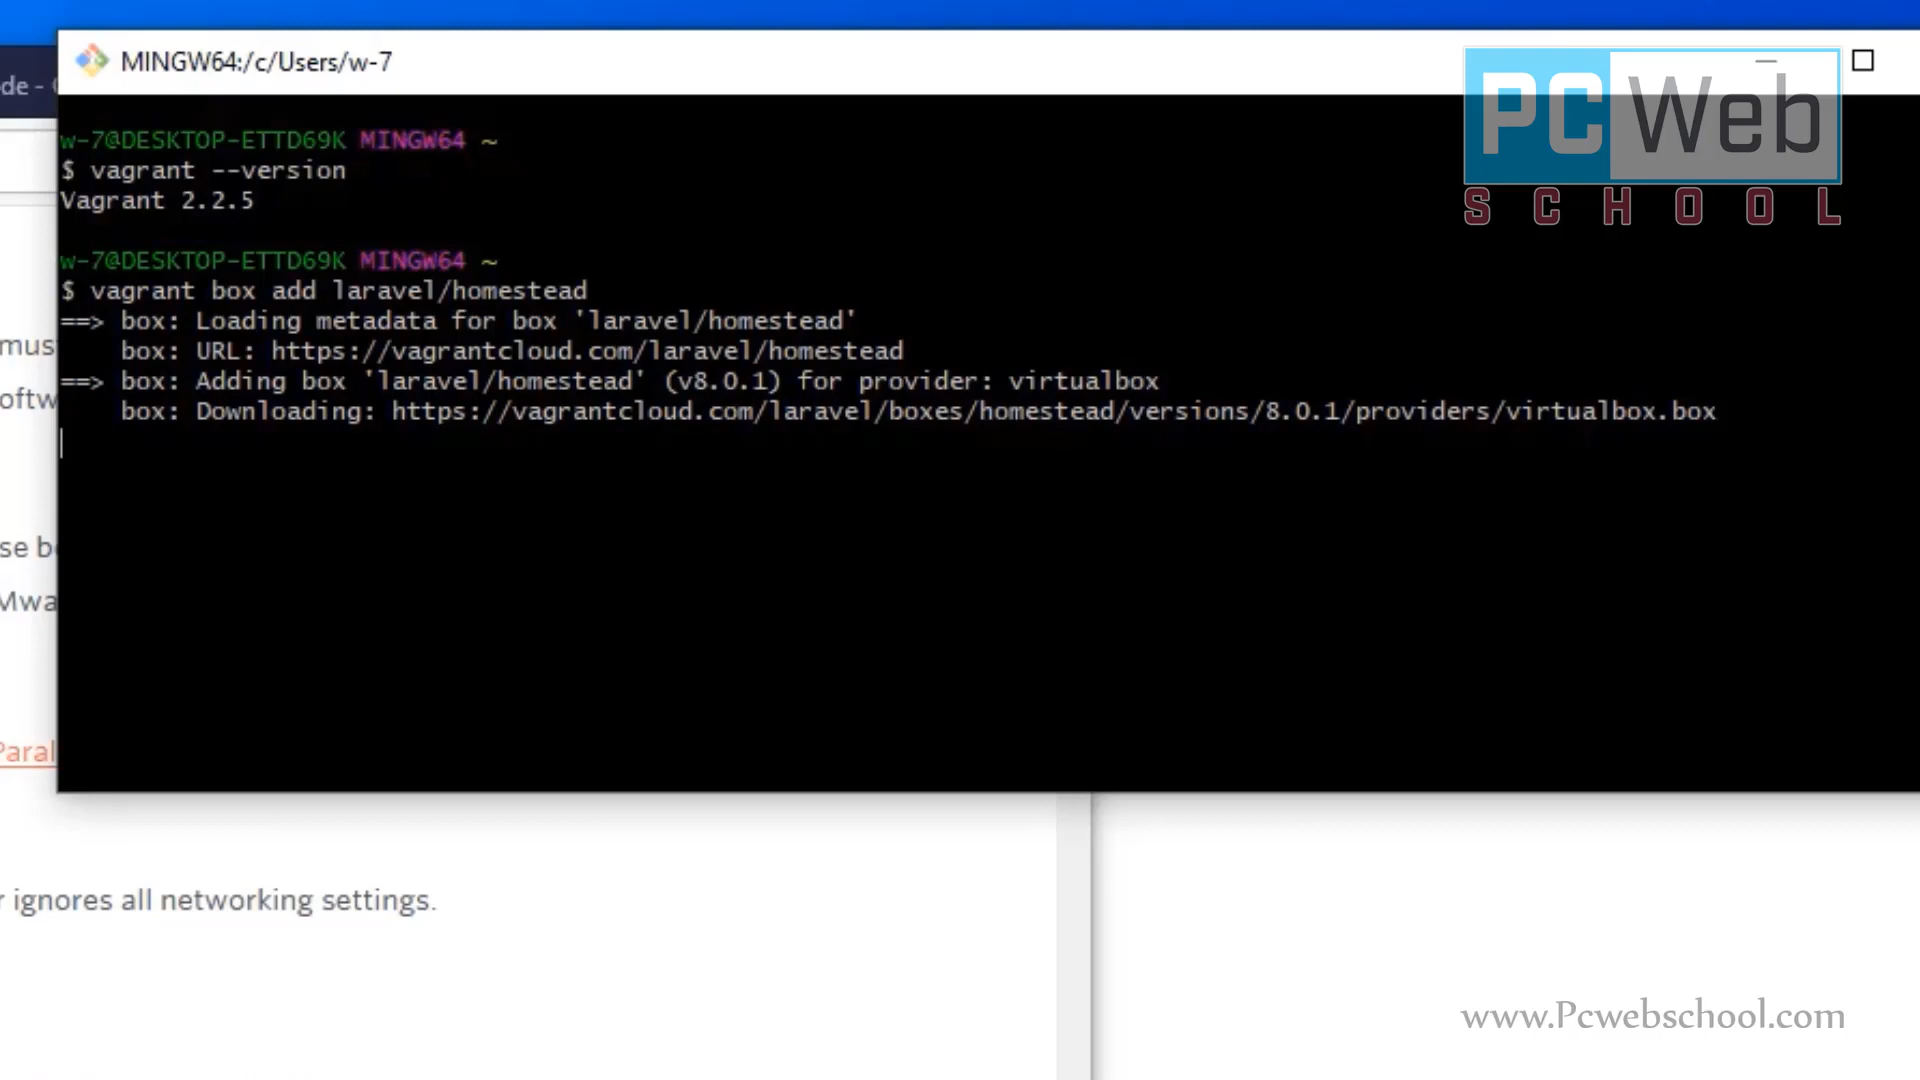 MINGW64:/c/Users/w-7
PC Web
SCHOOL
de -
w-7@DESKTOP-ETTD69K MINGW64 ~
$ vagrant --version
Vagrant 2.2.5
w-7@DESKTOP-ETTD69K MINGW64 ~
$ vagrant box add laravel/homestead
==> box: Loading metadata for box 'laravel/homestead'
box: URL: https://vagrantcloud.com/laravel/homestead
==> box: Adding box 'laravel/homestead' (v8.0.1) for provider: virtualbox
box: Downloading: https://vagrantcloud.com/laravel/boxes/homestead/versions/8.0.1/providers/virtualbox.box
mus
oftw
se b
Mwa
Paral
r ignores all networking settings.
www.Pcwebschool.com